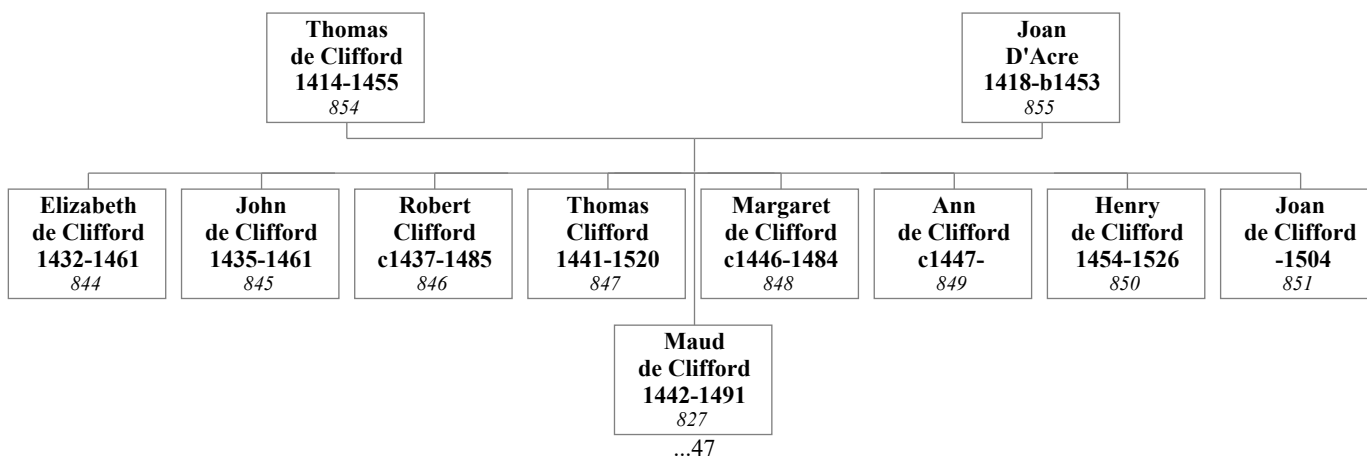 Thomas
de Clifford
1414-1455
854
Joan
D'Acre
1418-b1453
855
Elizabeth
de Clifford
1432-1461
844
John
de Clifford
1435-1461
845
Robert
Clifford
c1437-1485
846
Thomas
Clifford
1441-1520
847
Margaret
de Clifford
c1446-1484
848
Ann
de Clifford
c1447-
849
Henry
de Clifford
1454-1526
850
Joan
de Clifford
-1504
851
Maud
de Clifford
1442-1491
827
...47